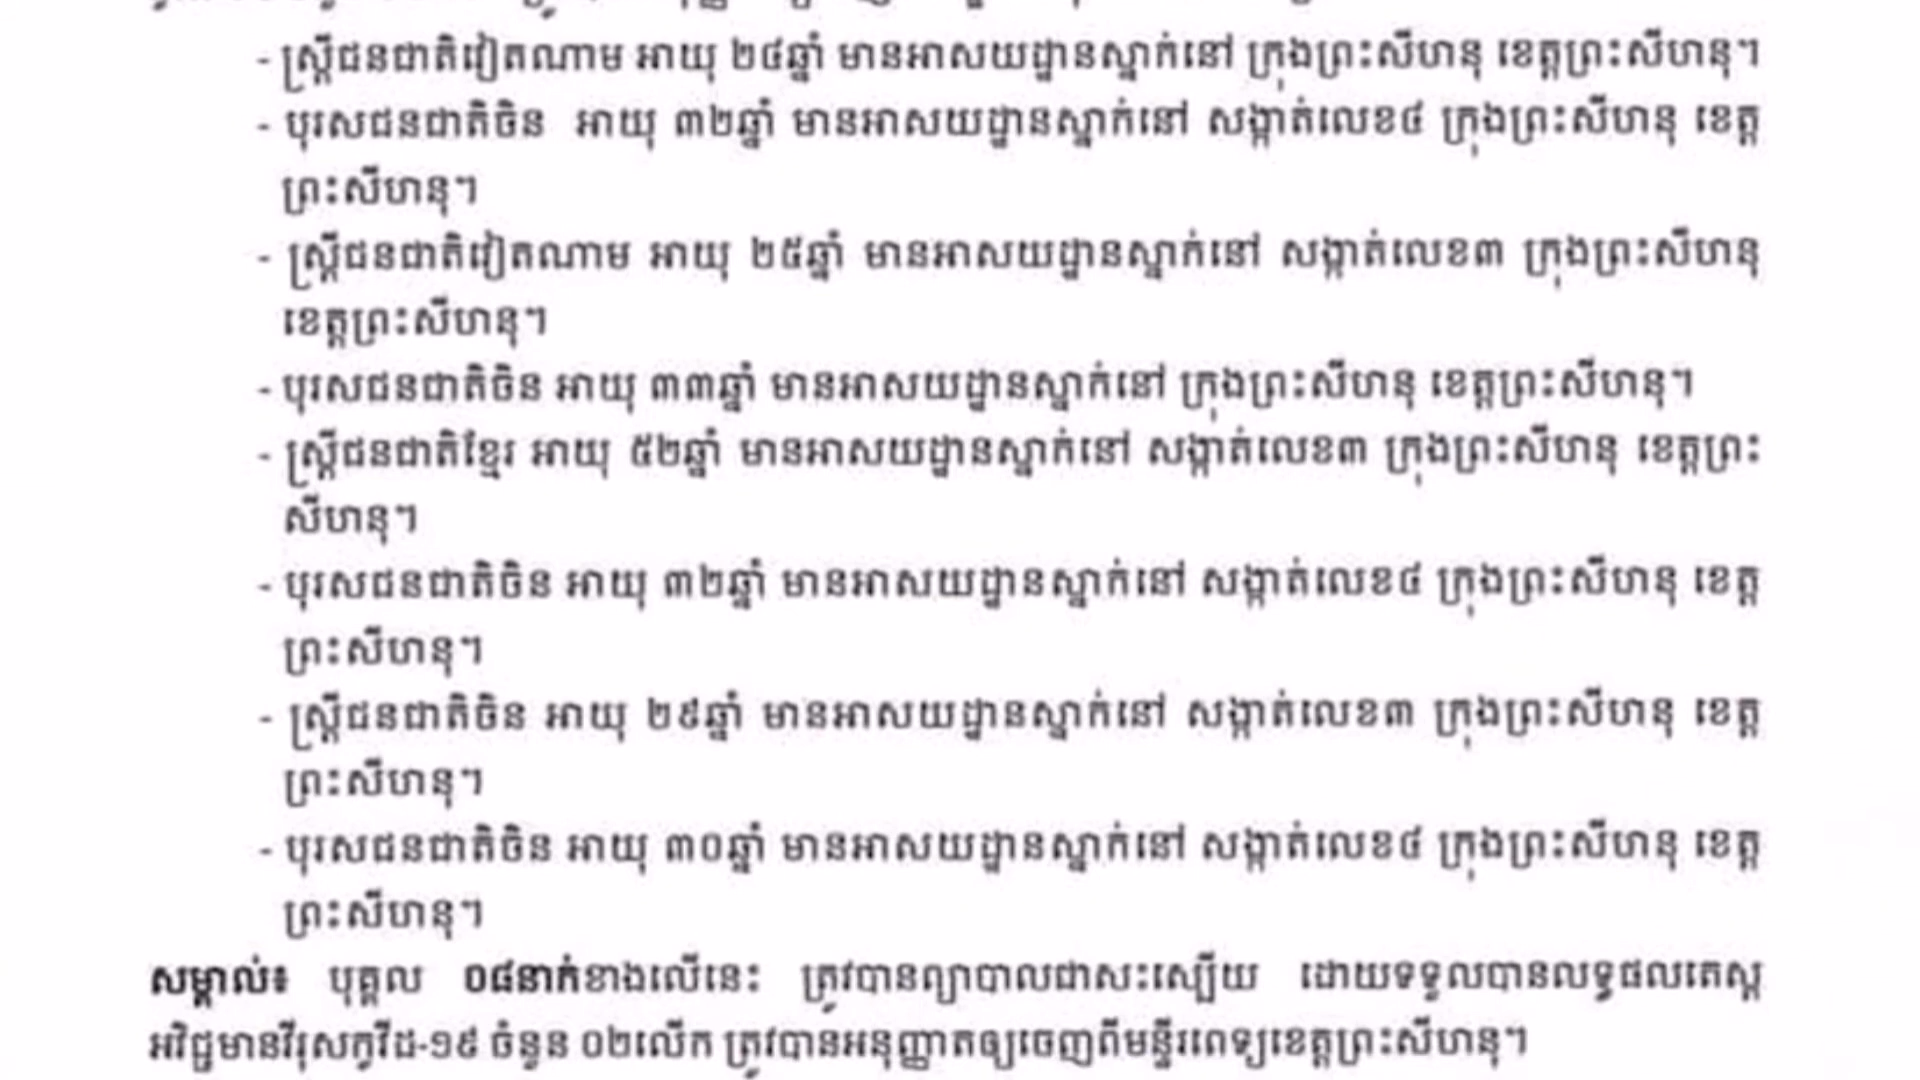 - ស្ត្រីជនជាតិវៀតណាម អាយុ ២៤ឆ្នាំ មានអាសយដ្ឋានស្នាក់នៅ ក្រុងព្រះសីហនុ ខេត្តព្រះសីហនុ។
- បុរសជនជាតិចិន អាយុ ៣២ឆ្នាំ មានអាសយដ្ឋានស្នាក់នៅ សង្កាត់លេខ៤ ក្រុងព្រះសីហនុ ខេត្ត
ព្រះសីហនុ។
- ស្ត្រីជនជាតិវៀតណាម អាយុ ២៥ឆ្នាំ មានអាសយដ្ឋានស្នាក់នៅ សង្កាត់លេខ៣ ក្រុងព្រះសីហនុ
ខេត្តព្រះសីហនុ។
- បុរសជនជាតិចិន អាយុ ៣៣ឆ្នាំ មានអាសយដ្ឋានស្នាក់នៅ ក្រុងព្រះសីហនុ ខេត្តព្រះសីហនុ។
- ស្ត្រីជនជាតិខ្មែរ អាយុ ៥២ឆ្នាំ មានអាសយដ្ឋានស្នាក់នៅ សង្កាត់លេខ៣ ក្រុងព្រះសីហនុ ខេត្តព្រះ
សីហនុ។
- បុរសជនជាតិចិន អាយុ ៣២ឆ្នាំ មានអាសយដ្ឋានស្នាក់នៅ សង្កាត់លេខ៤ ក្រុងព្រះសីហនុ ខេត្ត
ព្រះសីហនុ។
- ស្ត្រីជនជាតិចិន អាយុ ២៩ឆ្នាំ មានអាសយដ្ឋានស្នាក់នៅ សង្កាត់លេខ៣ ក្រុងព្រះសីហនុ ខេត្ត
ព្រះសីហនុ។
- បុរសជនជាតិចិន អាយុ ៣០ឆ្នាំ មានអាសយដ្ឋានស្នាក់នៅ សង្កាត់លេខ៤ ក្រុងព្រះសីហនុ ខេត្ត
ព្រះសីហនុ។
សម្គាល់៖ បុគ្គល ០៨នាក់ខាងលើនេះ ត្រូវបានព្យាបាលជាសះស្បើយ ដោយទទួលបានលទ្ធផលតេស្ត
អវិជ្ជមានវីរុសកូវីដ-១៩ ចំនួន ០២លើក ត្រូវបានអនុញ្ញាតឲ្យចេញពីមន្ទីរពេទ្យខេត្តព្រះសីហនុ។